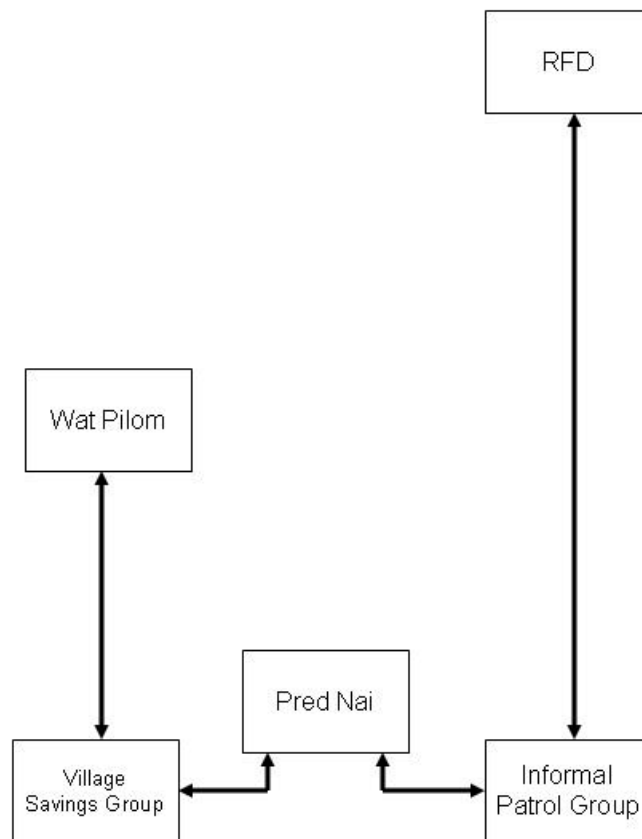 RFD
Wat Pilom
Pred Nai
Village
Savings Group
Informal
Patrol Group